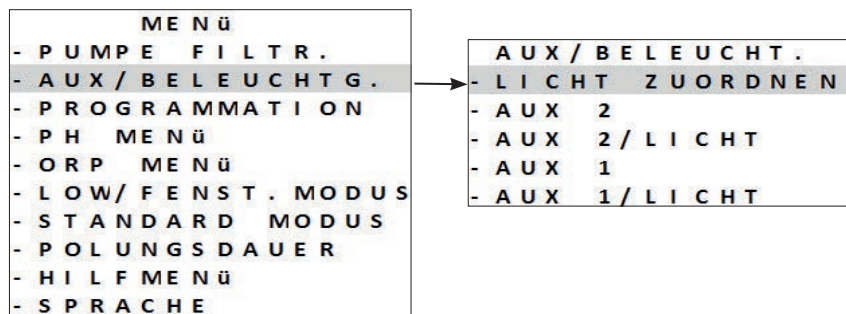 MENü
- PUMPE FILTR.
- AUX/BELEUCHTG.
- PROGRAMMATION
- PH MENü
- ORP MENü
- LOW/FENST.MODUS
- STANDARD MODUS
- POLUNGSDAUER
- HILFMENü
- SPRACHE
AUX/BELEUCHT.
- LICHT ZUORDNEN
- AUX 2
- AUX 2/LICHT
- AUX 1
- AUX 1/LICHT